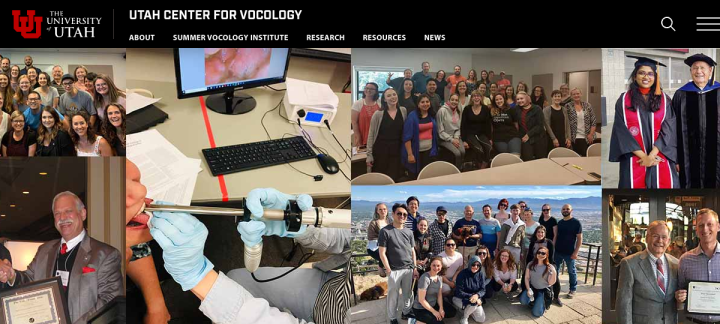 THE
UNIVERSITY
of UTAH
UTAH CENTER FOR VOCOLOGY
ABOUT SUMMER VOCOLOGY INSTITUTE RESEARCH RESOURCES NEWS